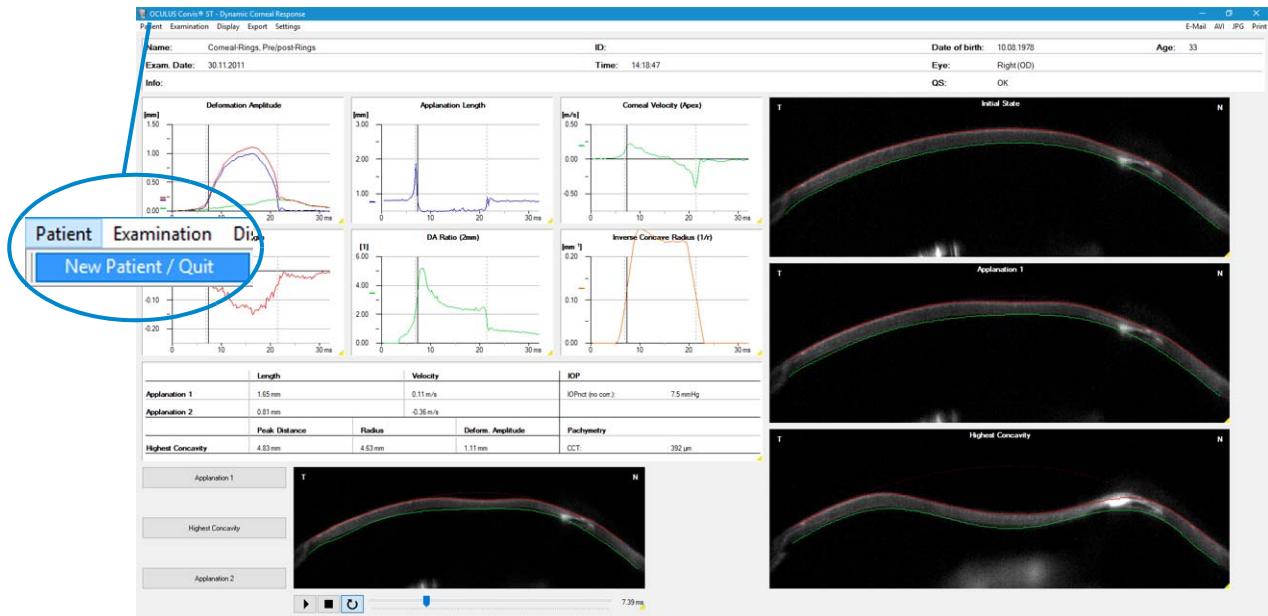 OCULUS Corvis® ST - Dynamic Corneal Response
Patient Examination Display Export Settings E-Mail AVI JPG Print
Name: Corneal-Rings, Pre/post-Rings ID: Date of birth: 10.08.1978 Age: 33
Exam. Date: 30.11.2011 Time: 14:18:47 Eye: Right (OD)
Info: QS: OK
Deformation Amplitude
[mm]
1.50
1.00
0.50
0.00
0 10 20 30 ms
Applanation Length
[mm]
3.00
2.00
1.00
0 10 20 30 ms
Corneal Velocity (Apex)
[m/s]
0.50
0.00
-0.50
0 10 20 30 ms
Patient Examination
New Patient / Quit
-0.10
-0.20
0 10 20 30 ms
DA Ratio (2mm)
[1]
6.00
4.00
2.00
0.00
0 10 20 30 ms
Inverse Concave Radius (1/r)
[mm⁻¹]
0.20
0.10
0.00
0 10 20 30 ms
Length Velocity IOP
Applanation 1 1.65 mm 0.11 m/s IOPnct (no corr.): 7.5 mmHg
Applanation 2 0.81 mm -0.36 m/s
Peak Distance Radius Deform. Amplitude Pachymetry
Highest Concavity 4.83 mm 4.63 mm 1.11 mm CCT: 392 µm
Applanation 1
Highest Concavity
Applanation 2
T N
7.39 ms
T Initial State N
T Applanation 1 N
T Highest Concavity N